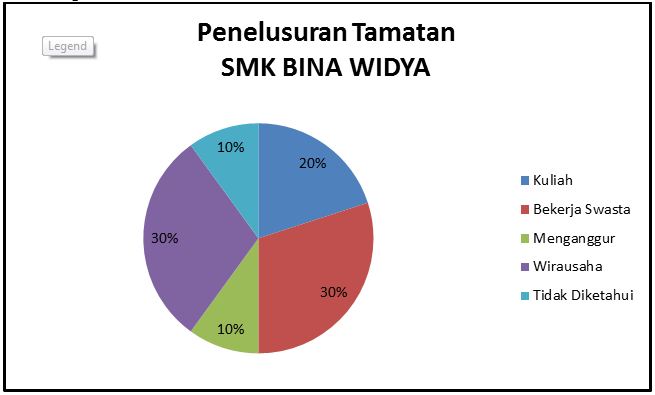 Penelusuran Tamatan
SMK BINA WIDYA
Legend
10%
20%
30%
30%
10%
Kuliah
Bekerja Swasta
Menganggur
Wirausaha
Tidak Diketahui